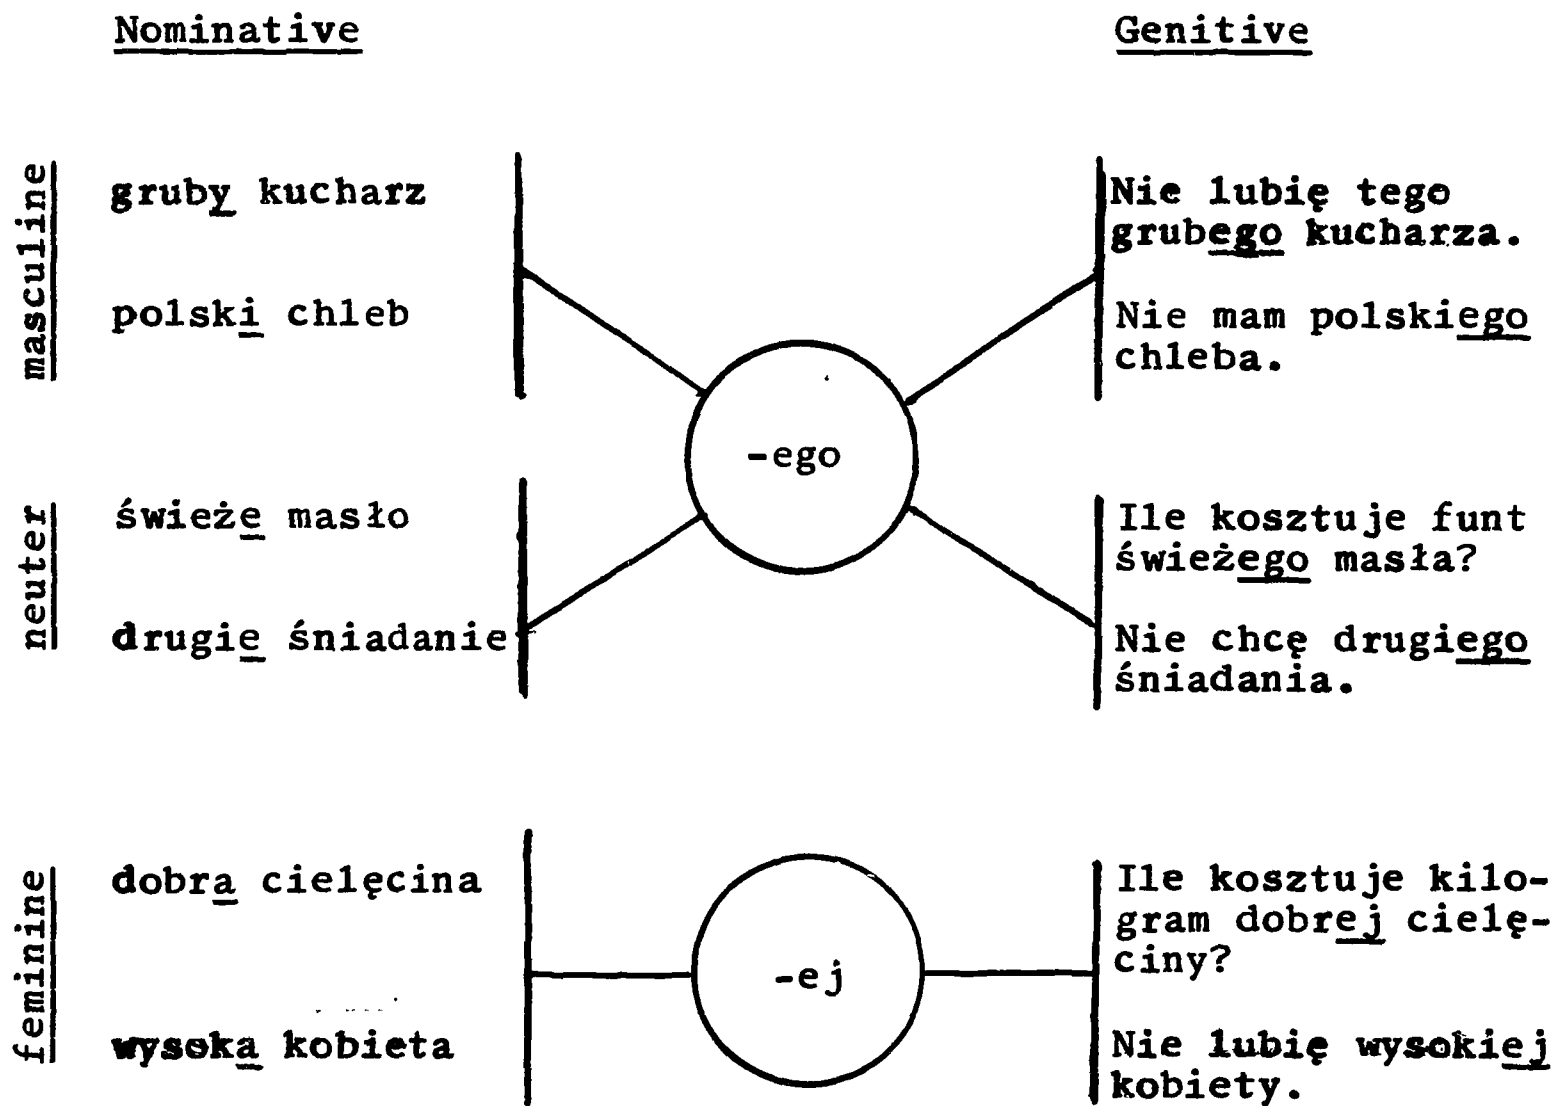 Nominative
Genitive
masculine
gruby kucharz
Nie lubię tego
grubego kucharza.
polski chleb
Nie mam polskiego
chleba.
-ego
neuter
świeże masło
Ile kosztuje funt
świeżego masła?
drugie śniadanie
Nie chcę drugiego
śniadania.
feminine
dobra cielęcina
Ile kosztuje kilo-
gram dobrej cielę-
ciny?
-ej
wysoka kobieta
Nie lubię wysokiej
kobiety.